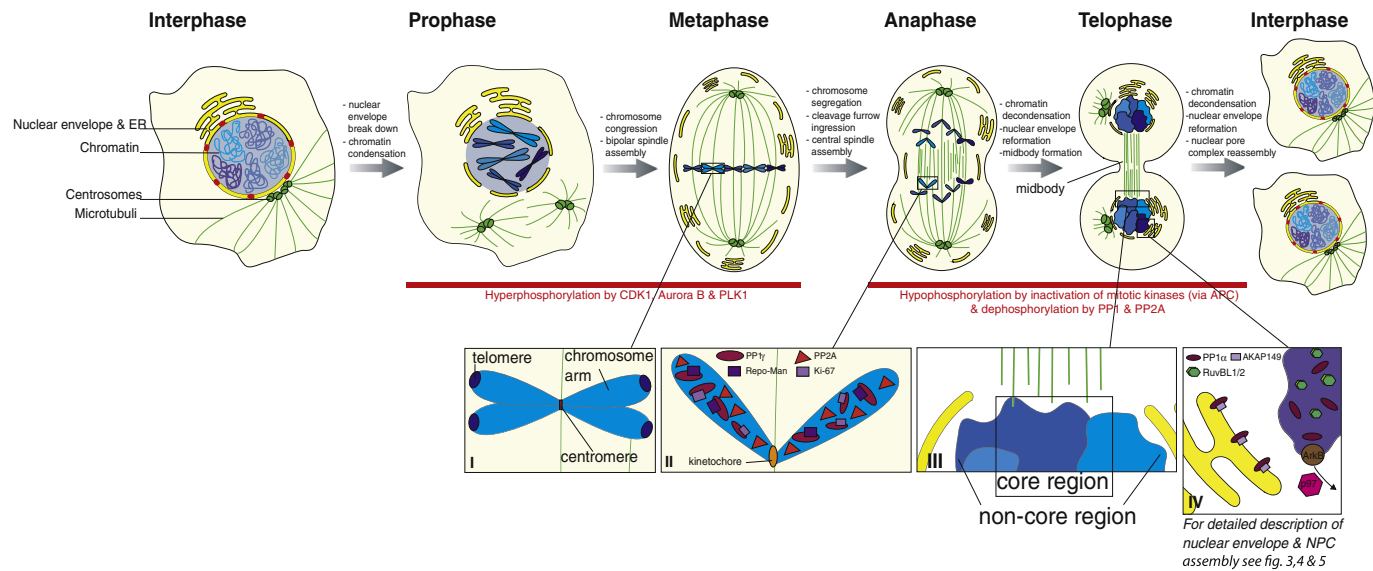 Interphase
Prophase
Metaphase
Anaphase
Telophase
Interphase
Nuclear envelope & ER
Chromatin
Centrosomes
Microtubuli
- nuclear
envelope
break down
- chromatin
condensation
- chromosome
congression
- bipolar spindle
assembly
- chromosome
segregation
- cleavage furrow
ingression
- central spindle
assembly
- chromatin
decondensation
-nuclear envelope
reformation
-midbody formation
midbody
- chromatin
decondensation
-nuclear envelope
reformation
- nuclear pore
complex reassembly
Hyperphosphorylation by CDK1, Aurora B & PLK1
Hypophosphorylation by inactivation of mitotic kinases (via APC)
& dephosphorylation by PP1 & PP2A
telomere
chromosome
arm
centromere
I
PP1γ
PP2A
Repo-Man
Ki-67
kinetochore
II
III
core region
non-core region
PP1α
AKAP149
RuvBL1/2
ArkB
p97
IV
For detailed description of
nuclear envelope & NPC
assembly see fig. 3,4 & 5